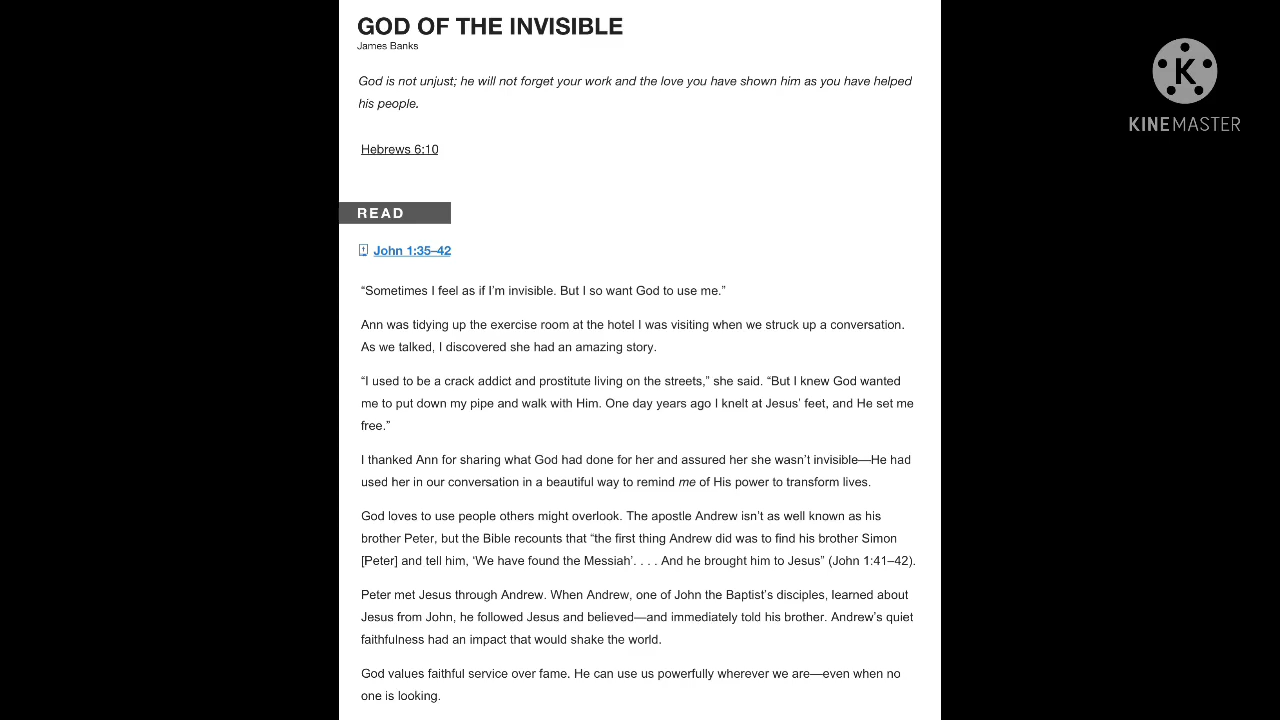 GOD OF THE INVISIBLE
James Banks
God is not unjust; he will not forget your work and the love you have shown him as you have helped
his people.
Hebrews 6:10
READ
John 1:35–42
“Sometimes I feel as if I’m invisible. But I so want God to use me.”
Ann was tidying up the exercise room at the hotel I was visiting when we struck up a conversation.
As we talked, I discovered she had an amazing story.
“I used to be a crack addict and prostitute living on the streets,” she said. “But I knew God wanted
me to put down my pipe and walk with Him. One day years ago I knelt at Jesus’ feet, and He set me
free.”
I thanked Ann for sharing what God had done for her and assured her she wasn’t invisible—He had
used her in our conversation in a beautiful way to remind me of His power to transform lives.
God loves to use people others might overlook. The apostle Andrew isn’t as well known as his
brother Peter, but the Bible recounts that “the first thing Andrew did was to find his brother Simon
[Peter] and tell him, ‘We have found the Messiah’. . . . And he brought him to Jesus” (John 1:41–42).
Peter met Jesus through Andrew. When Andrew, one of John the Baptist’s disciples, learned about
Jesus from John, he followed Jesus and believed—and immediately told his brother. Andrew’s quiet
faithfulness had an impact that would shake the world.
God values faithful service over fame. He can use us powerfully wherever we are—even when no
one is looking.
K
KINEMASTER